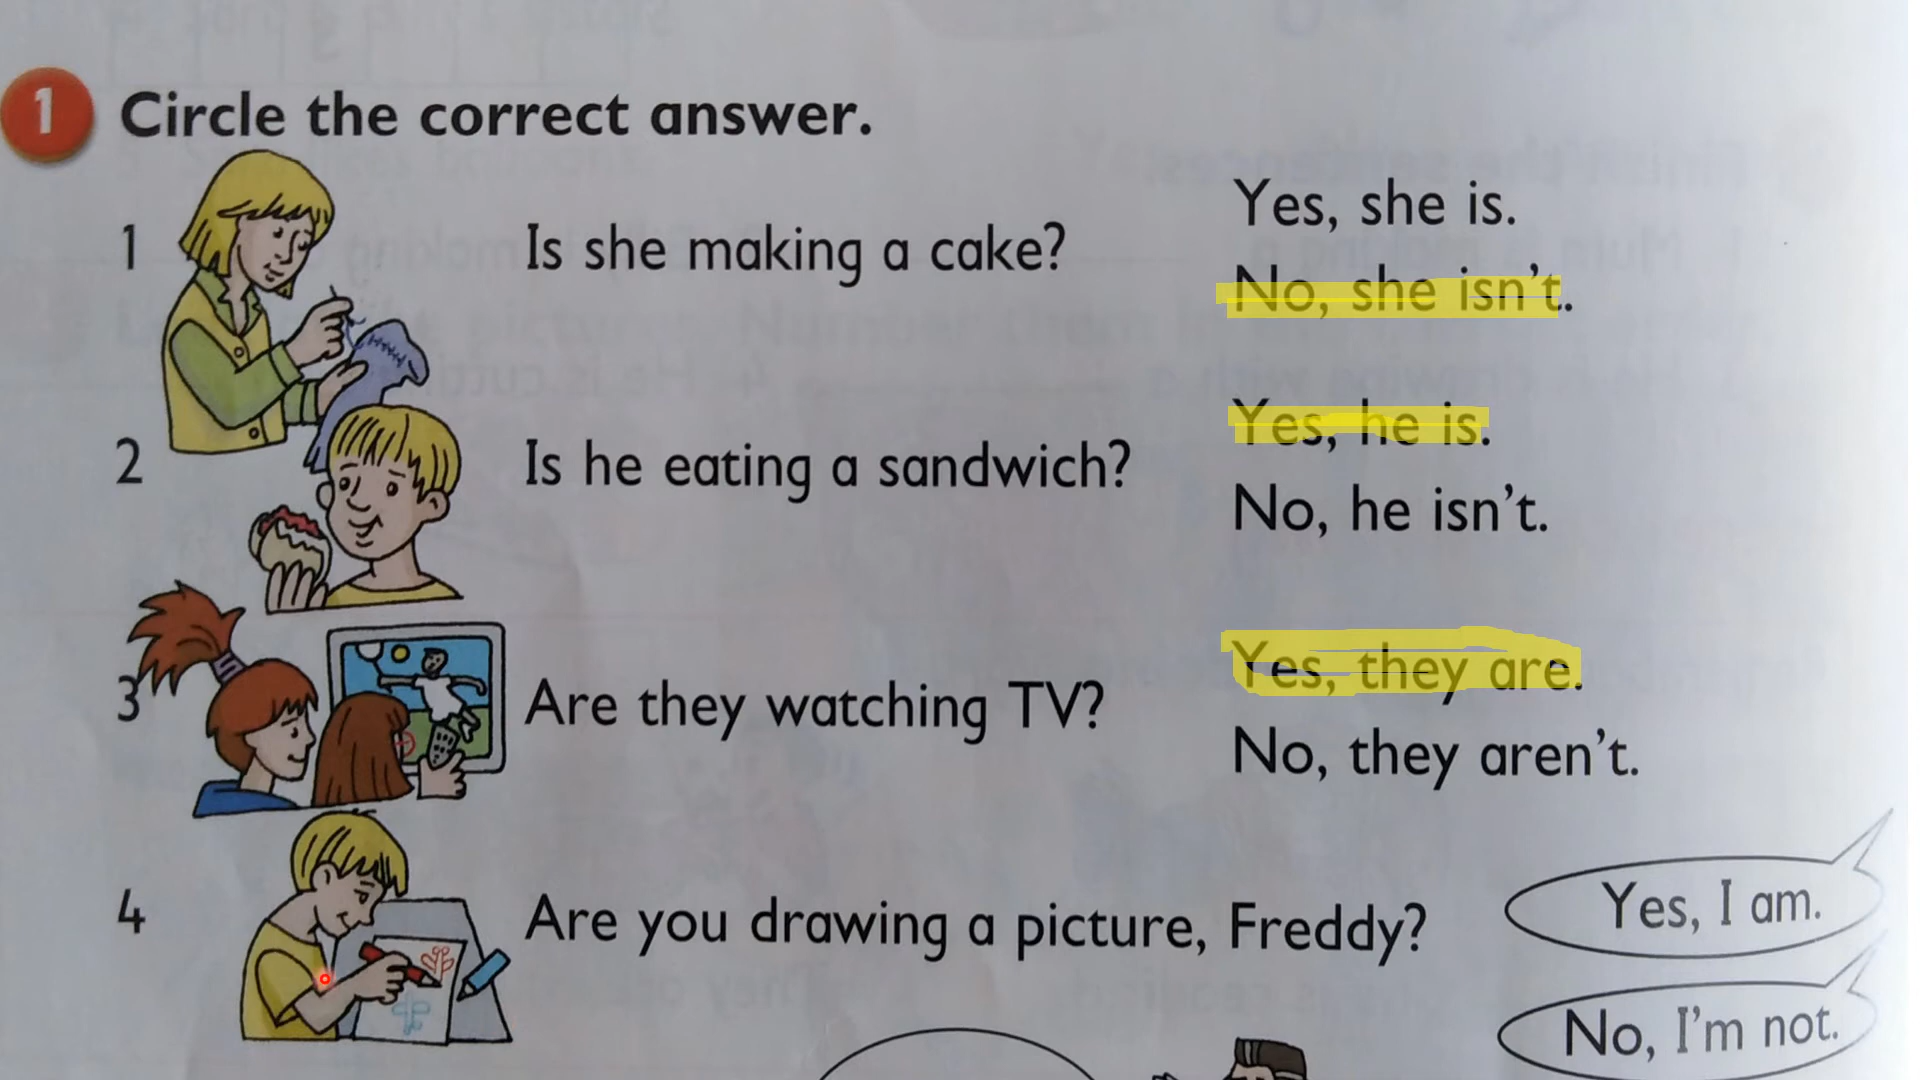 1 Circle the correct answer.
1 Is she making a cake?
Yes, she is.
No, she isn't.
2 Is he eating a sandwich?
Yes, he is.
No, he isn't.
3 Are they watching TV?
Yes, they are.
No, they aren't.
4 Are you drawing a picture, Freddy?
Yes, I am.
No, I'm not.